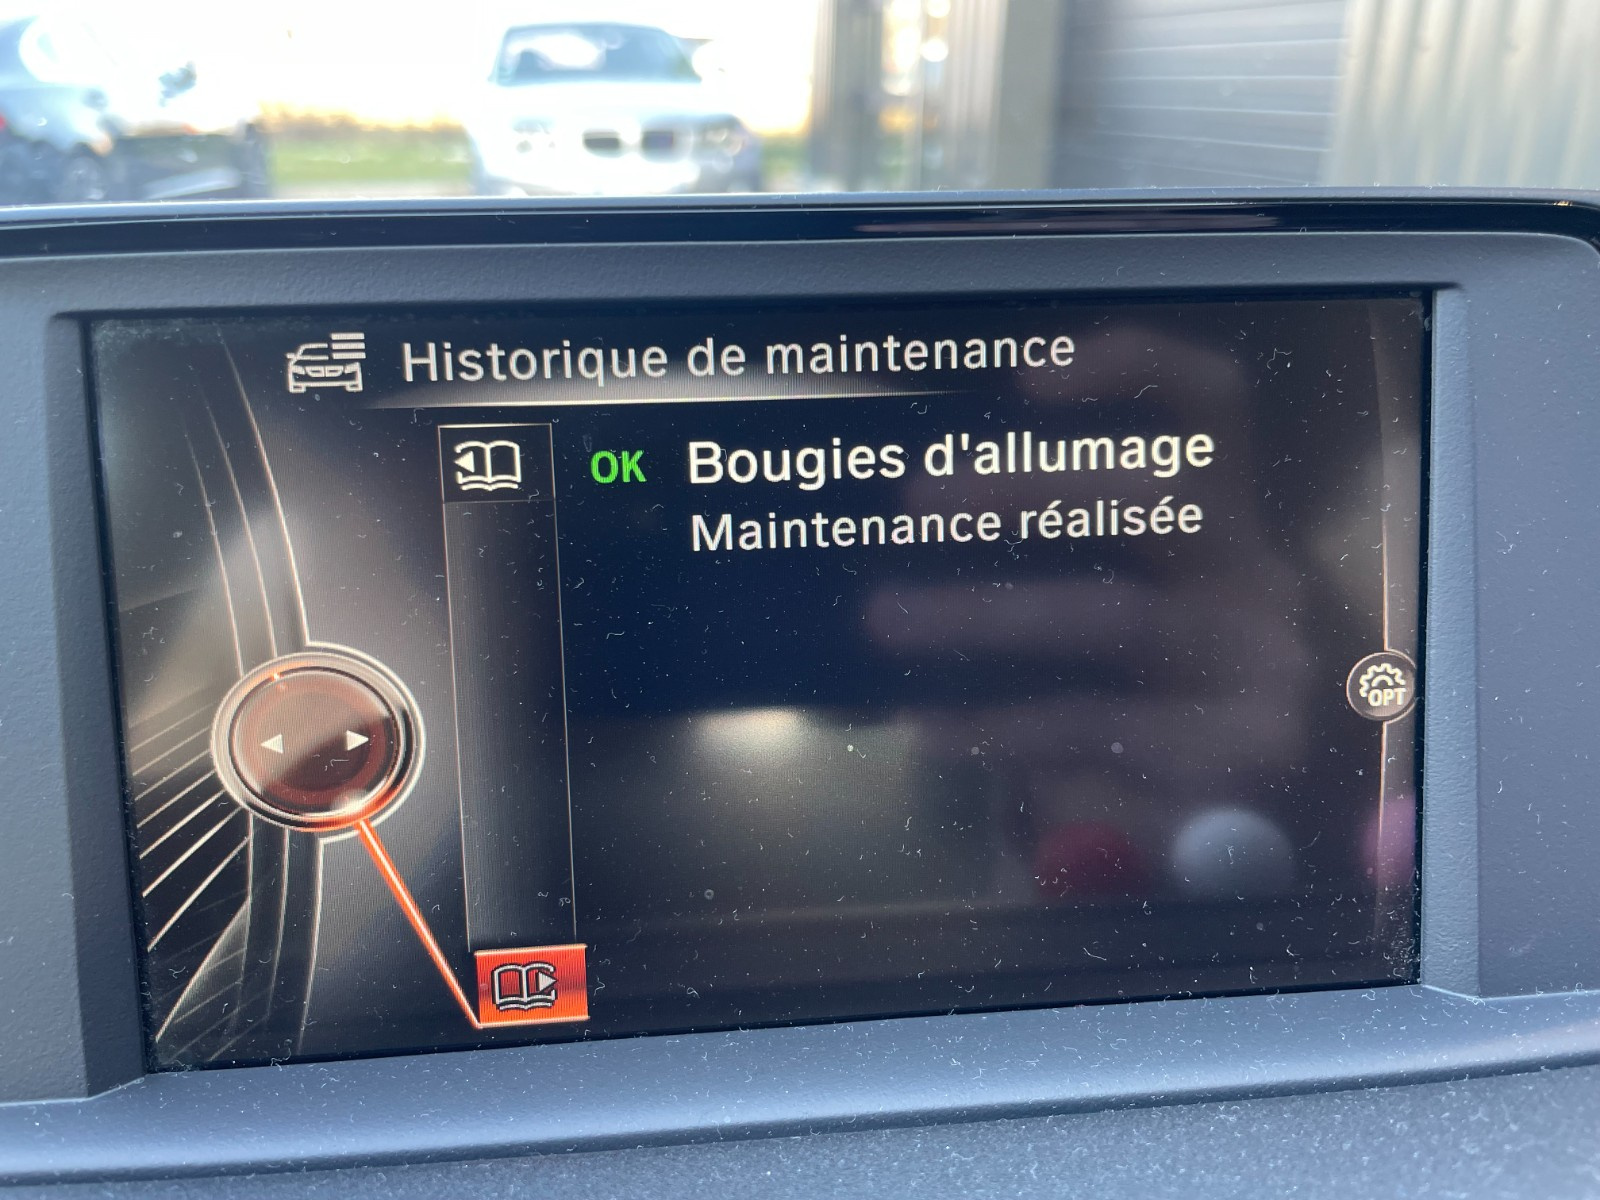 Historique de maintenance
OK Bougies d'allumage
Maintenance réalisée
OPT